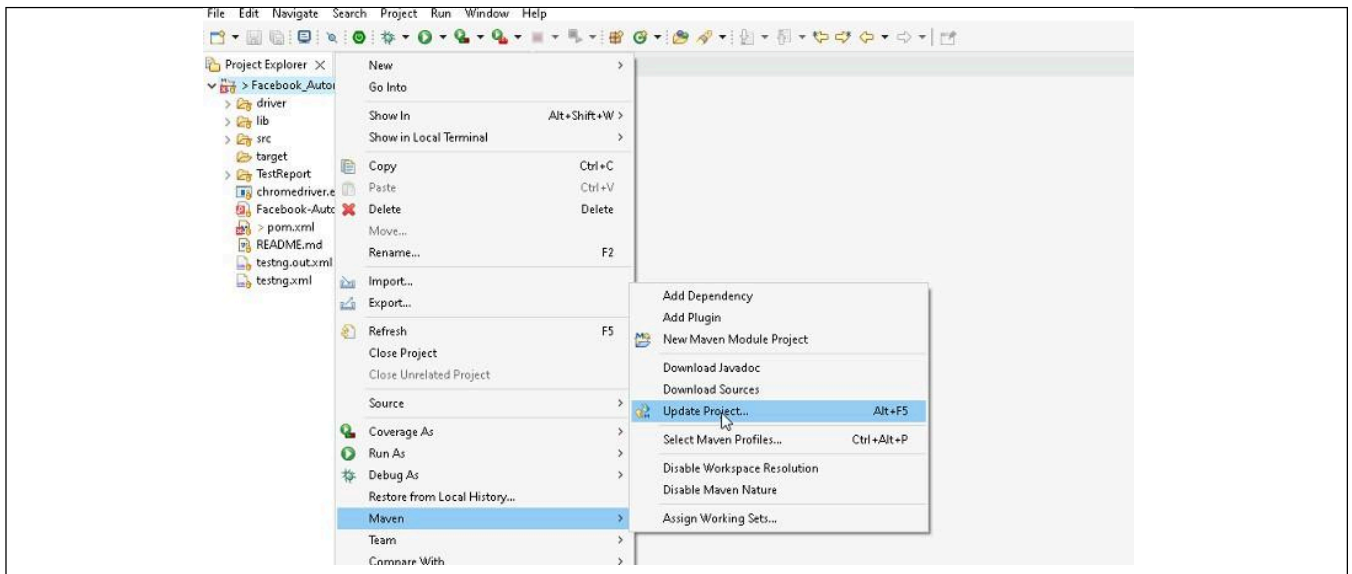 File Edit Navigate Search Project Run Window Help
Project Explorer
New
> Facebook_Autor
Go Into
driver
lib
Show In Alt+Shift+W >
src
Show in Local Terminal
target
Copy Ctrl+C
TestReport
Paste Ctrl+V
chromedriver.e
Facebook-Auto
Delete Delete
> pom.xml
Move...
README.md
Rename... F2
testng.out.xml
testng.xml
Import...
Export...
Refresh F5
Close Project
Close Unrelated Project
Source
Coverage As
Run As
Debug As
Restore from Local History...
Maven
Team
Compare With
Add Dependency
Add Plugin
New Maven Module Project
Download Javadoc
Download Sources
Update Project... Alt+F5
Select Maven Profiles... Ctrl+Alt+P
Disable Workspace Resolution
Disable Maven Nature
Assign Working Sets...